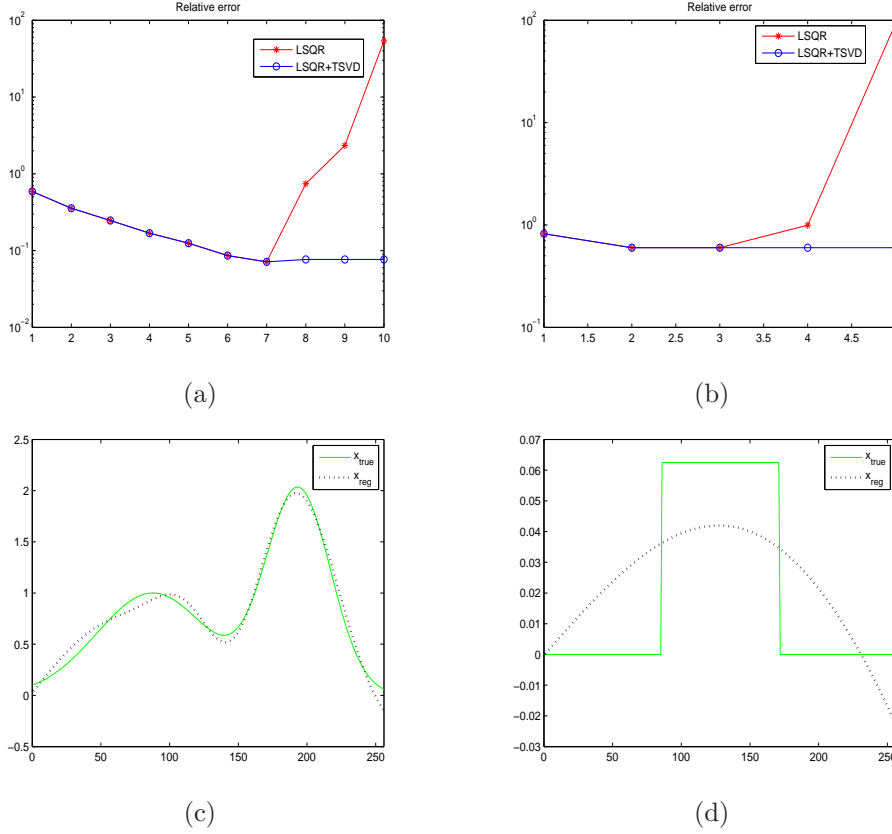 Relative error
10^2
10^1
10^0
10^-1
10^-2
1 2 3 4 5 6 7 8 9 10
LSQR
LSQR+TSVD
(a)
Relative error
10^2
10^1
10^0
10^-1
1 1.5 2 2.5 3 3.5 4 4.5
LSQR
LSQR+TSVD
(b)
2.5
2
1.5
1
0.5
0
−0.5
0 50 100 150 200 250
x_true
x_reg
(c)
0.07
0.06
0.05
0.04
0.03
0.02
0.01
0
−0.01
−0.02
−0.03
0 50 100 150 200 250
x_true
x_reg
(d)